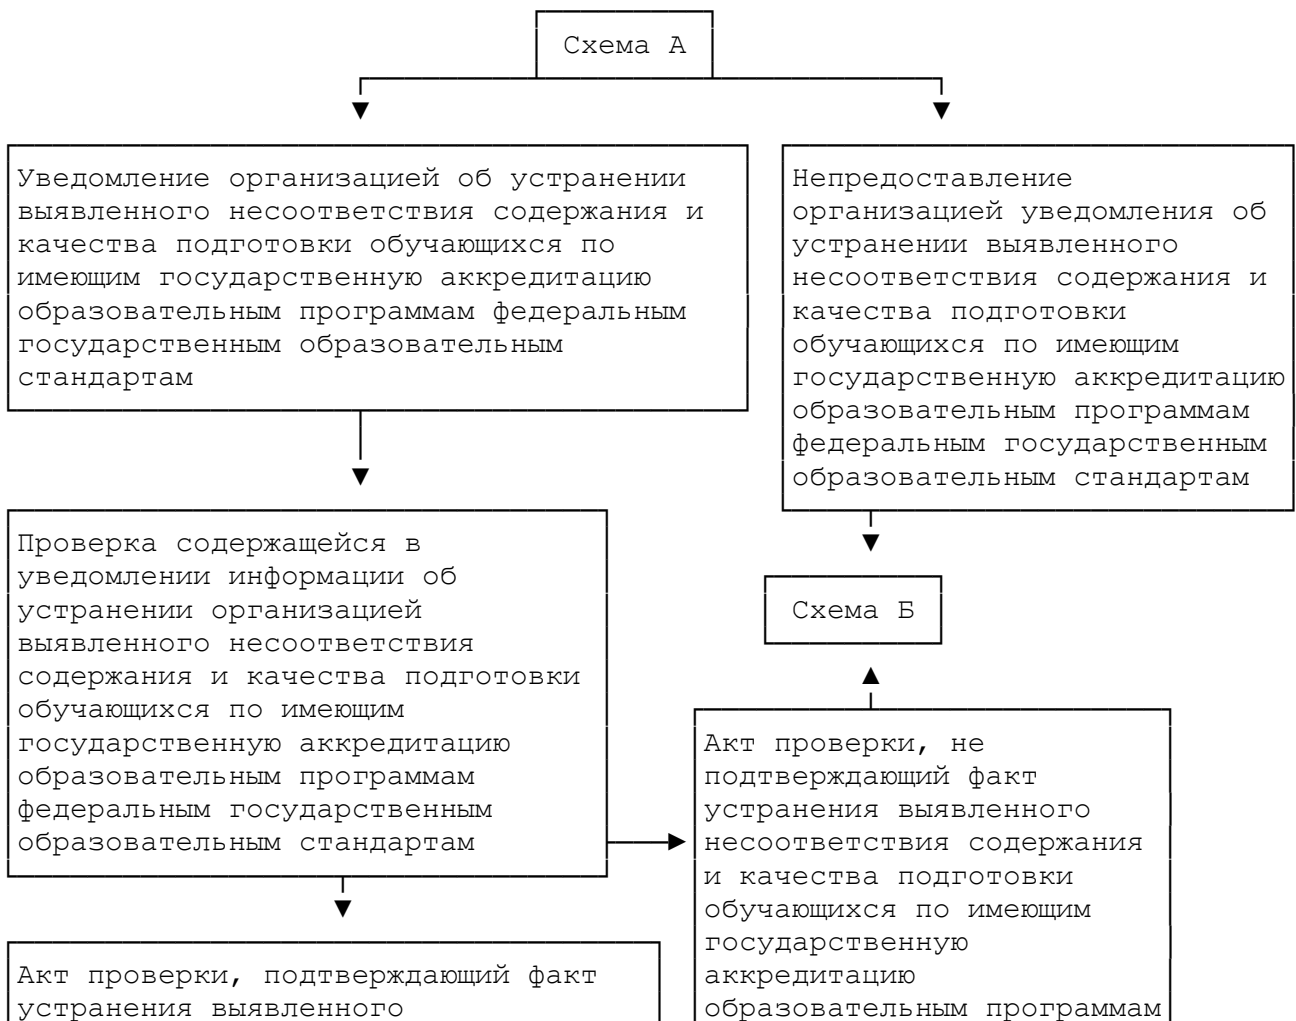 Схема А
Уведомление организацией об устранении
выявленного несоответствия содержания и
качества подготовки обучающихся по
имеющим государственную аккредитацию
образовательным программам федеральным
государственным образовательным
стандартам
Непредоставление
организацией уведомления об
устранении выявленного
несоответствия содержания и
качества подготовки
обучающихся по имеющим
государственную аккредитацию
образовательным программам
федеральным государственным
образовательным стандартам
Проверка содержащейся в
уведомлении информации об
устранении организацией
выявленного несоответствия
содержания и качества подготовки
обучающихся по имеющим
государственную аккредитацию
образовательным программам
федеральным государственным
образовательным стандартам
Схема Б
Акт проверки, не
подтверждающий факт
устранения выявленного
несоответствия содержания
и качества подготовки
обучающихся по имеющим
государственную
аккредитацию
образовательным программам
Акт проверки, подтверждающий факт
устранения выявленного